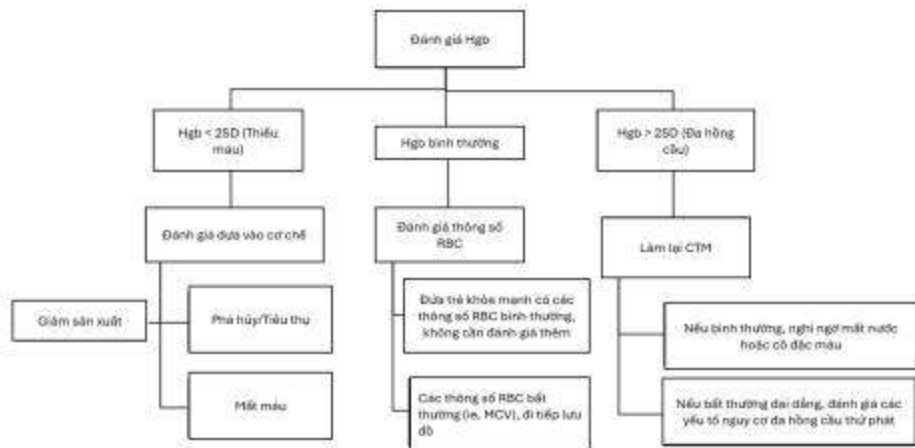 Đánh giá Hgb
Hgb < 2SD (Thiếu
máu)
Hgb bình thường
Hgb > 2SD (Đa hồng
cầu)
Đánh giá dựa vào cơ chế
Đánh giá thông số
RBC
Làm lại CTM
Giảm sản xuất
Phá hủy/Tiêu thụ
Mất máu
Đứa trẻ khỏa mạnh có các
thông số RBC bình thường,
không cần đánh giá thêm
Các thông số RBC bất
thường (ie, MCV), đi tiếp lưu
đồ
Nếu bình thường, nghi ngờ mất nước
hoặc cô đặc máu
Nếu bất thường dai dẳng, đánh giá các
yếu tố nguy cơ đa hồng cầu thứ phát